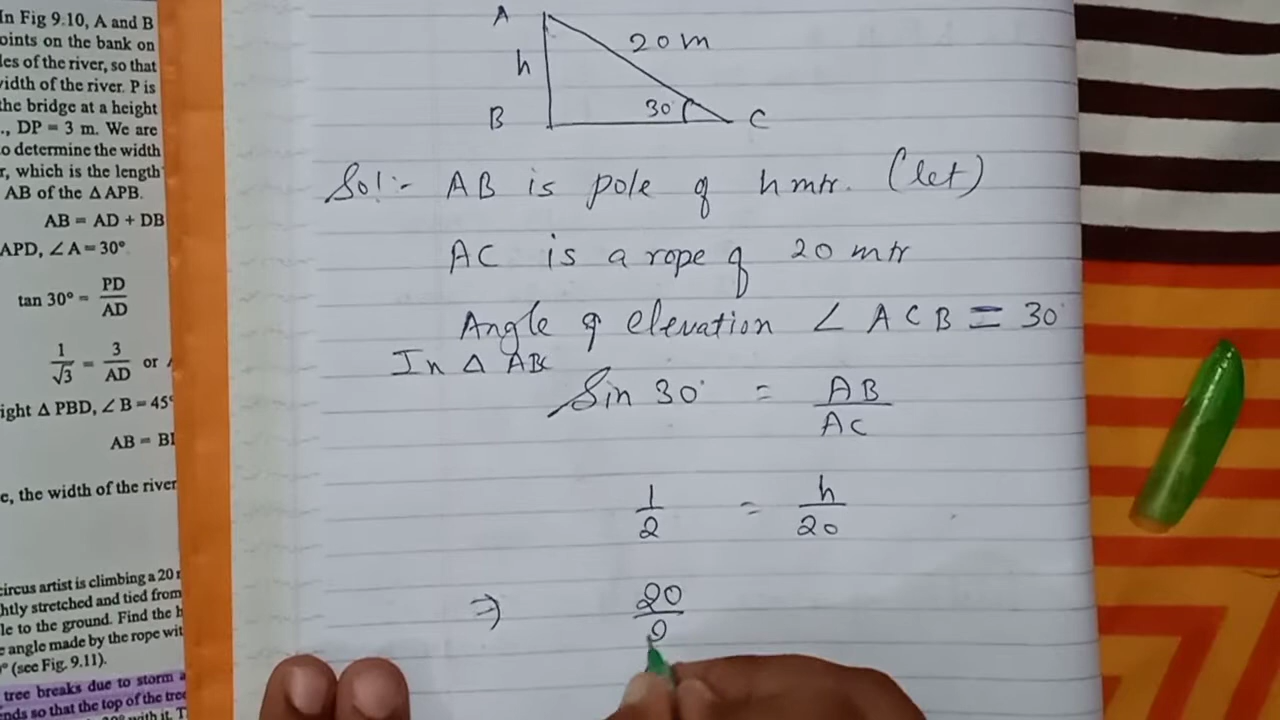 In Fig 9.10, A and B
oints on the bank on
les of the river, so that
vidth of the river. P is
the bridge at a height
., DP = 3 m. We are
o determine the width
r, which is the length
AB of the Δ APB.
AB = AD + DB
APD, ∠ A = 30°
tan 30° = PD/AD
1/√3 = 3/AD or
ight Δ PBD, ∠ B = 45°
AB = BD
e, the width of the river
circus artist is climbing a 20
htly stretched and tied from
le to the ground. Find the h
e angle made by the rope wit
° (see Fig. 9.11).
tree breaks due to storm a
nds so that the top of the tree
with it. T
A
20 m
h
30°
B
C
Sol:- AB is pole of h mtr. (let)
AC is a rope of 20 mtr
Angle of elevation ∠ ACB = 30°
In Δ ABC
Sin 30° = AB/AC
1/2 = h/20
⇒ 20/